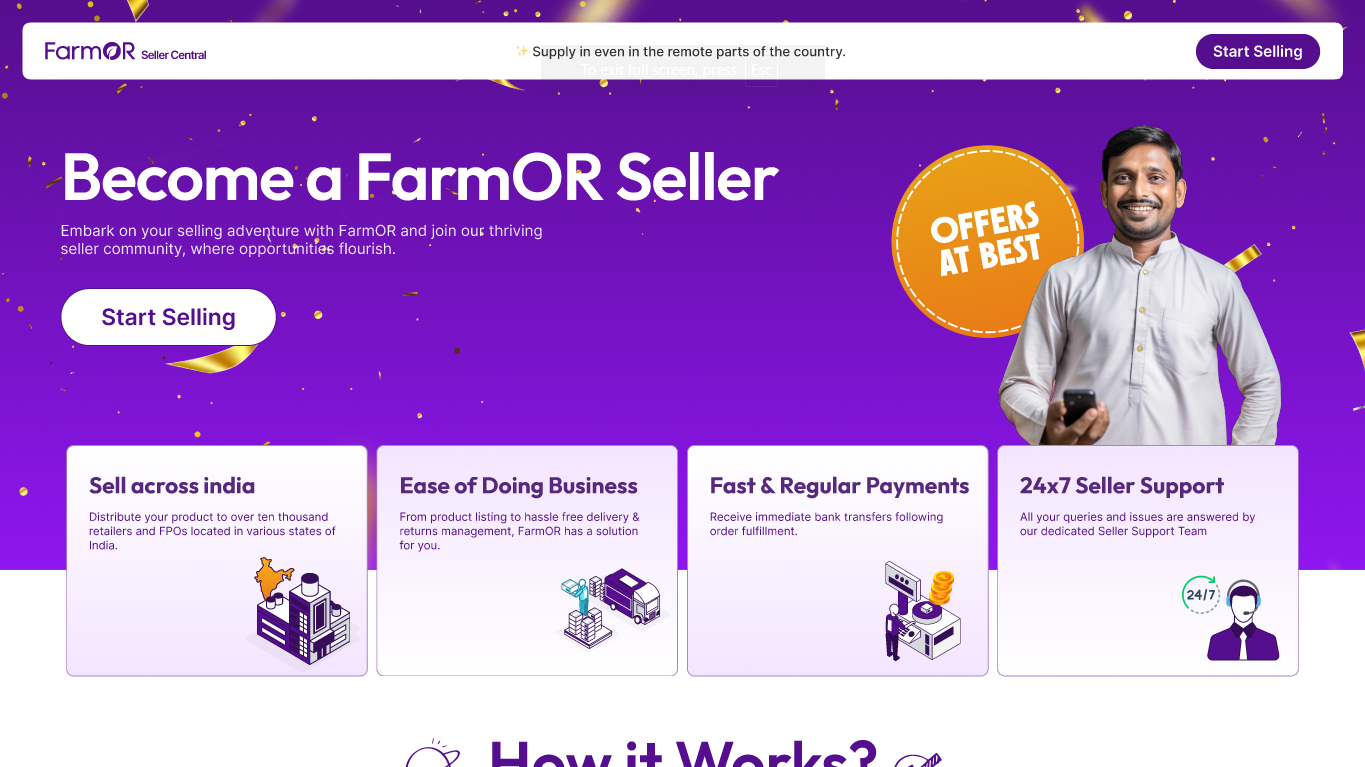 FarmOR Seller Central
✨ Supply in even in the remote parts of the country.
Start Selling
To exit full screen, press Esc
Become a FarmOR Seller
Embark on your selling adventure with FarmOR and join our thriving
seller community, where opportunities flourish.
Start Selling
OFFERS
AT BEST
Sell across india
Distribute your product to over ten thousand
retailers and FPOs located in various states of
India.
Ease of Doing Business
From product listing to hassle free delivery &
returns management, FarmOR has a solution
for you.
Fast & Regular Payments
Receive immediate bank transfers following
order fulfillment.
24x7 Seller Support
All your queries and issues are answered by
our dedicated Seller Support Team
24/7
How it Works?